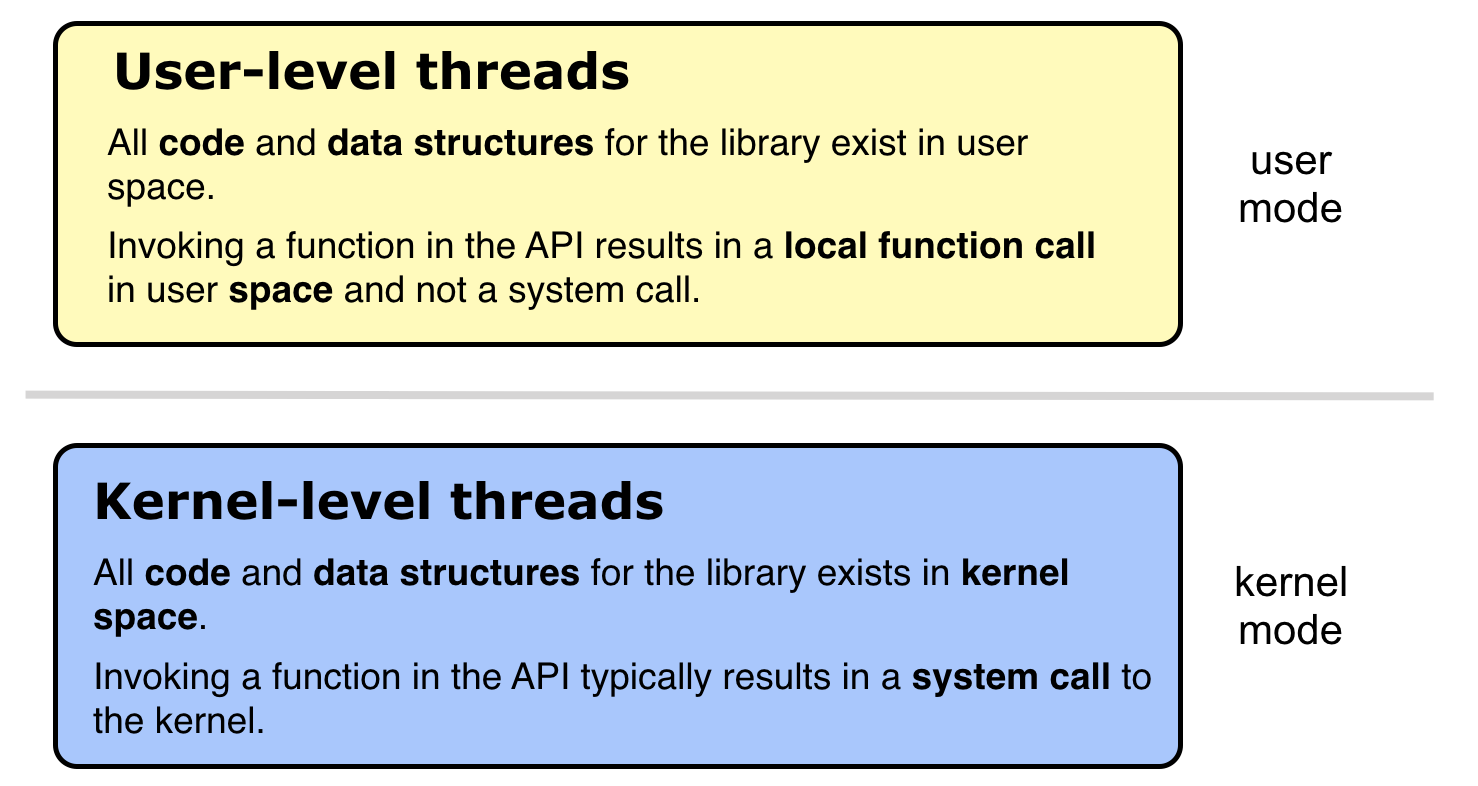 User-level threads
All code and data structures for the library exist in user
space.
Invoking a function in the API results in a local function call
in user space and not a system call.
user
mode
Kernel-level threads
All code and data structures for the library exists in kernel
space.
Invoking a function in the API typically results in a system call to
the kernel.
kernel
mode